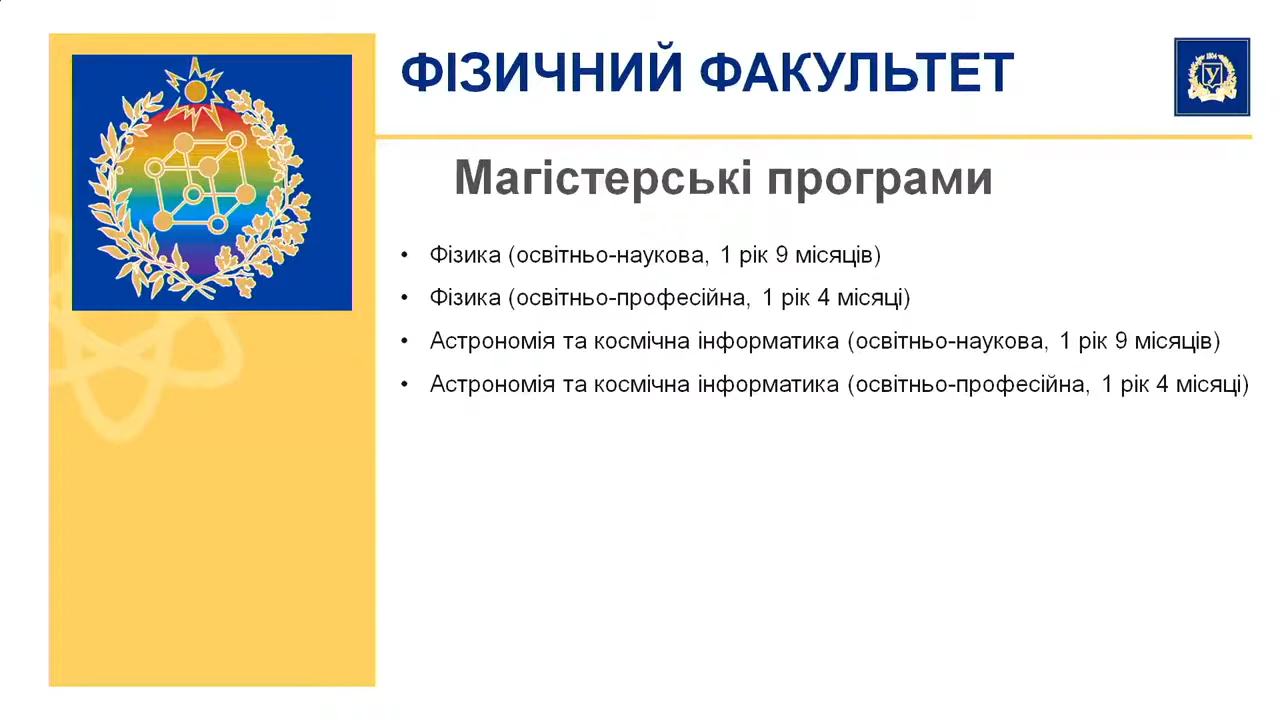 ФІЗИЧНИЙ ФАКУЛЬТЕТ
Магістерські програми
• Фізика (освітньо-наукова, 1 рік 9 місяців)
• Фізика (освітньо-професійна, 1 рік 4 місяці)
• Астрономія та космічна інформатика (освітньо-наукова, 1 рік 9 місяців)
• Астрономія та космічна інформатика (освітньо-професійна, 1 рік 4 місяці)